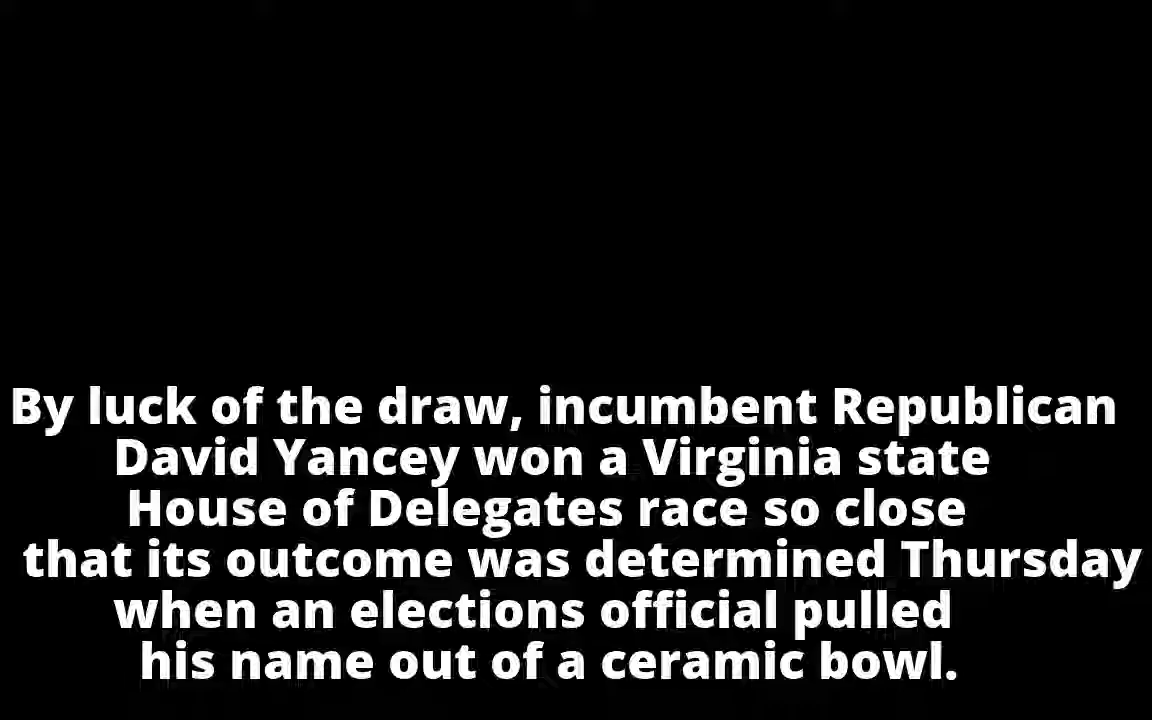 By luck of the draw, incumbent Republican
David Yancey won a Virginia state
House of Delegates race so close
that its outcome was determined Thursday
when an elections official pulled
his name out of a ceramic bowl.